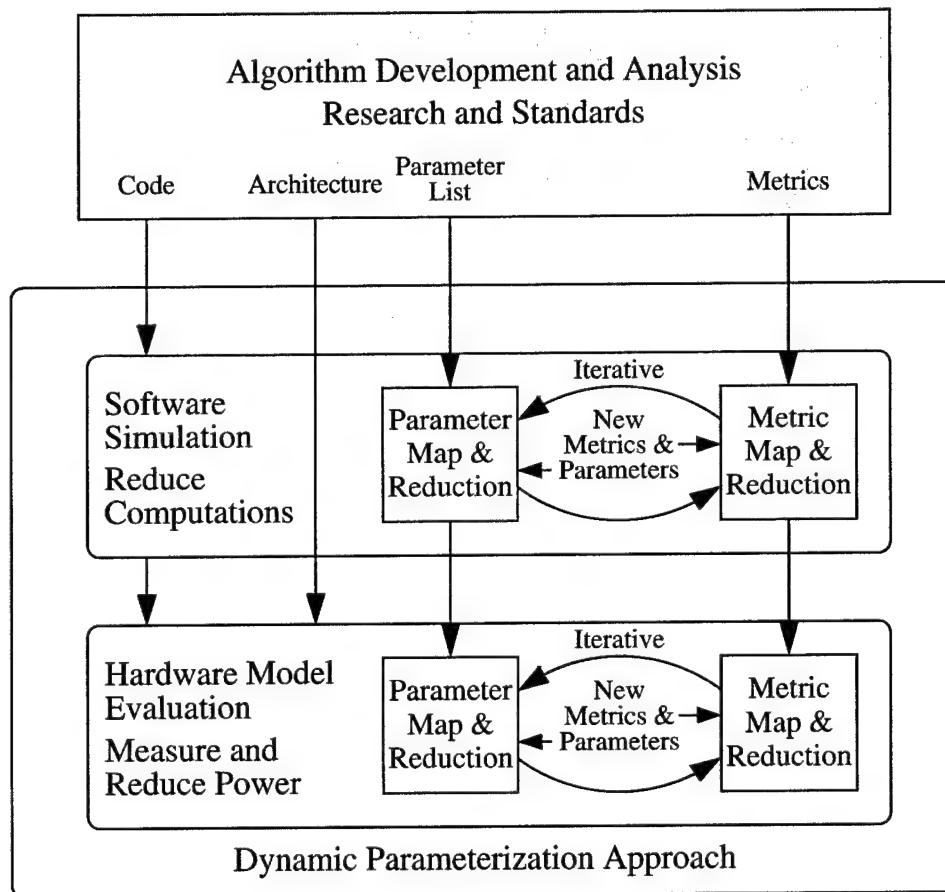 Algorithm Development and Analysis
Research and Standards
Code
Architecture
Parameter
List
Metrics
Software
Simulation
Reduce
Computations
Parameter
Map &
Reduction
Iterative
New
Metrics &
Parameters
Metric
Map &
Reduction
Hardware Model
Evaluation
Measure and
Reduce Power
Parameter
Map &
Reduction
Iterative
New
Metrics &
Parameters
Metric
Map &
Reduction
Dynamic Parameterization Approach